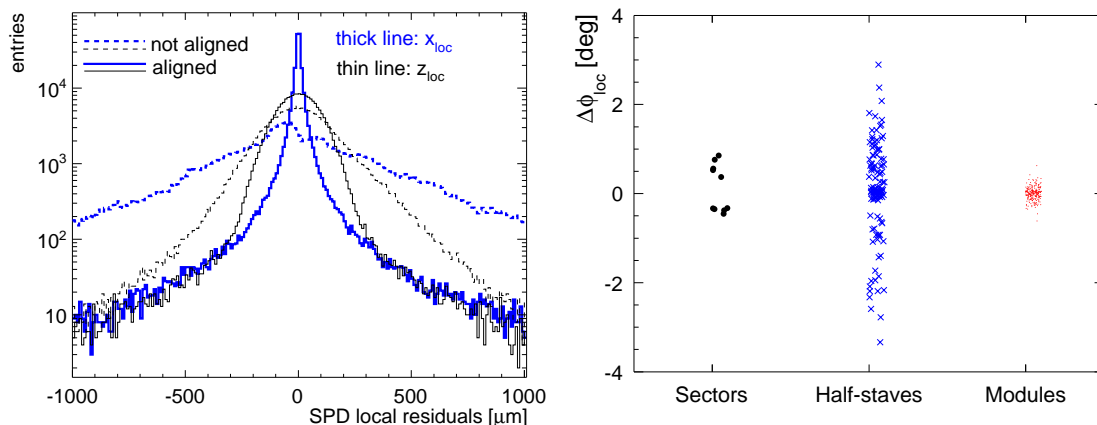 entries
not aligned
aligned
thick line: x_loc
thin line: z_loc
10^4
10^3
10^2
10
-1000 -500 0 500 1000
SPD local residuals [μm]
Δϕ_loc [deg]
4
2
0
-2
-4
Sectors Half-staves Modules